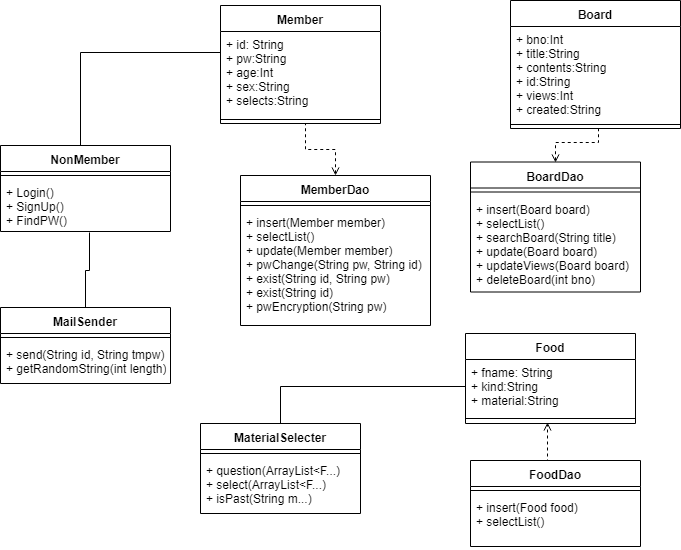 Member
+ id: String
+ pw:String
+ age:Int
+ sex:String
+ selects:String
Board
+ bno:Int
+ title:String
+ contents:String
+ id:String
+ views:Int
+ created:String
NonMember
+ Login()
+ SignUp()
+ FindPW()
MemberDao
+ insert(Member member)
+ selectList()
+ update(Member member)
+ pwChange(String pw, String id)
+ exist(String id, String pw)
+ exist(String id)
+ pwEncryption(String pw)
BoardDao
+ insert(Board board)
+ selectList()
+ searchBoard(String title)
+ update(Board board)
+ updateViews(Board board)
+ deleteBoard(int bno)
MailSender
+ send(String id, String tmpw)
+ getRandomString(int length)
Food
+ fname: String
+ kind:String
+ material:String
MaterialSelecter
+ question(ArrayList<F...)
+ select(ArrayList<F...)
+ isPast(String m...)
FoodDao
+ insert(Food food)
+ selectList()